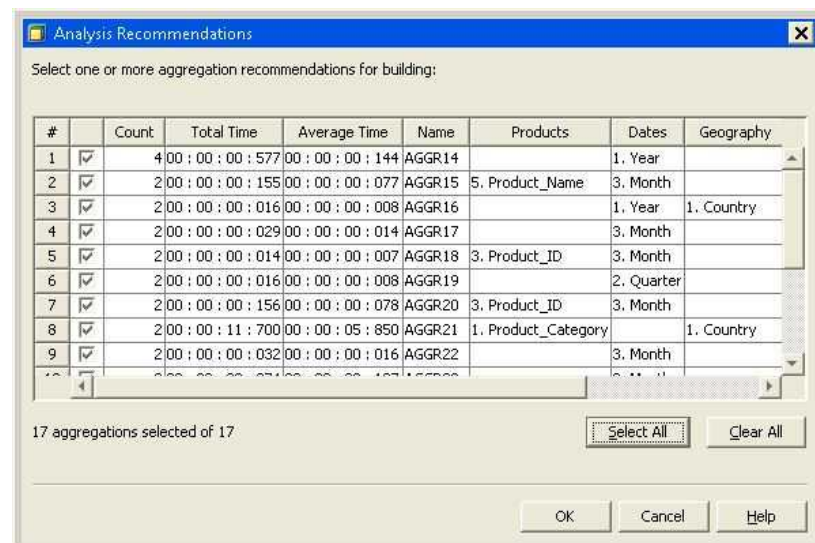 Analysis Recommendations
Select one or more aggregation recommendations for building:
# Count Total Time Average Time Name Products Dates Geography
1 4 00 : 00 : 00 : 577 00 : 00 : 00 : 144 AGGR14 1. Year
2 2 00 : 00 : 00 : 155 00 : 00 : 00 : 077 AGGR15 5. Product_Name 3. Month
3 2 00 : 00 : 00 : 016 00 : 00 : 00 : 008 AGGR16 1. Year 1. Country
4 2 00 : 00 : 00 : 029 00 : 00 : 00 : 014 AGGR17 3. Month
5 2 00 : 00 : 00 : 014 00 : 00 : 00 : 007 AGGR18 3. Product_ID 3. Month
6 2 00 : 00 : 00 : 016 00 : 00 : 00 : 008 AGGR19 2. Quarter
7 2 00 : 00 : 00 : 156 00 : 00 : 00 : 078 AGGR20 3. Product_ID 3. Month
8 2 00 : 00 : 11 : 700 00 : 00 : 05 : 850 AGGR21 1. Product_Category 1. Country
9 2 00 : 00 : 00 : 032 00 : 00 : 00 : 016 AGGR22 3. Month
17 aggregations selected of 17
Select All Clear All
OK Cancel Help